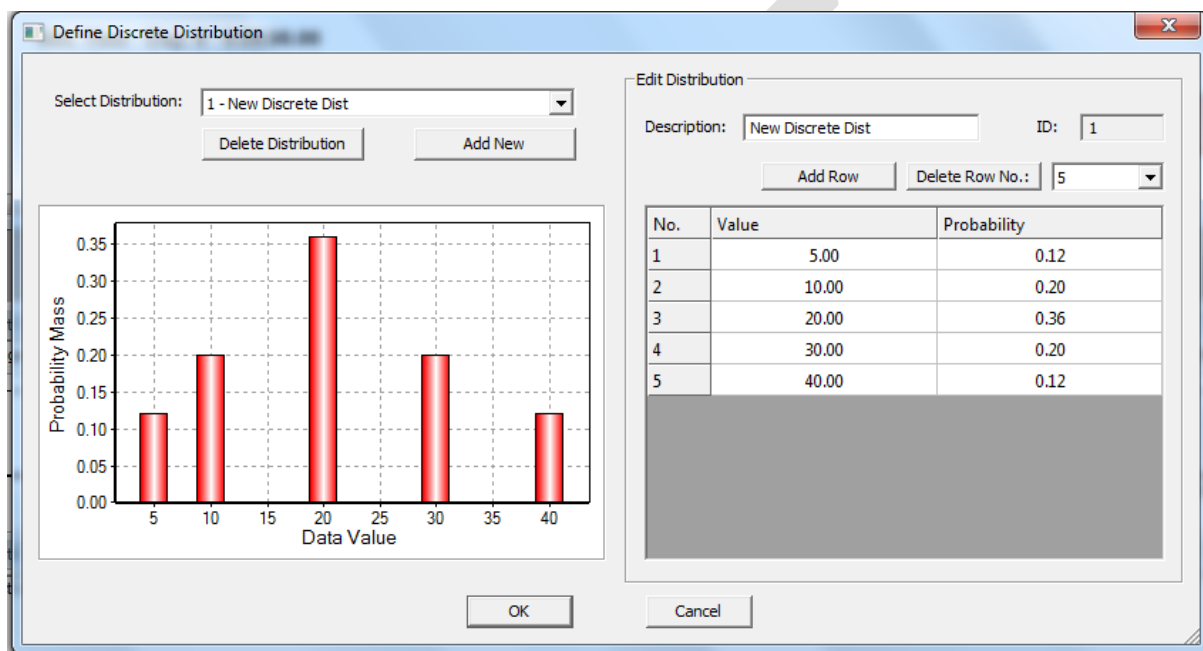 Define Discrete Distribution
Select Distribution: 1 - New Discrete Dist
Delete Distribution Add New
0.35
0.30
0.25
0.20
0.15
0.10
0.05
0.00
Probability Mass
5 10 15 20 25 30 35 40
Data Value
Edit Distribution
Description: New Discrete Dist ID: 1
Add Row Delete Row No.: 5
No. Value Probability
1 5.00 0.12
2 10.00 0.20
3 20.00 0.36
4 30.00 0.20
5 40.00 0.12
OK Cancel